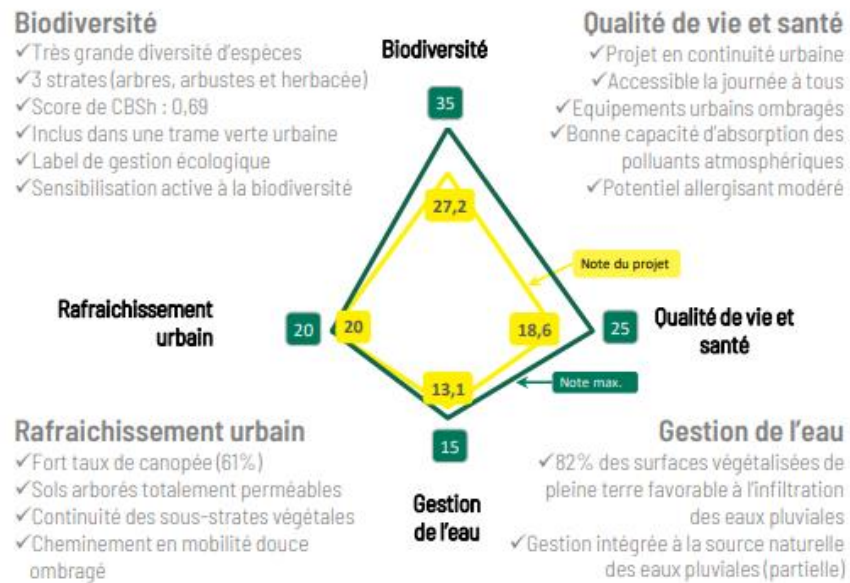 Biodiversité
✓Très grande diversité d'espèces
✓3 strates (arbres, arbustes et herbacée)
✓Score de CBSh : 0,69
✓Inclus dans une trame verte urbaine
✓Label de gestion écologique
✓Sensibilisation active à la biodiversité
Qualité de vie et santé
✓Projet en continuité urbaine
✓Accessible la journée à tous
✓Equipements urbains ombragés
✓Bonne capacité d'absorption des
polluants atmosphériques
✓Potentiel allergisant modéré
Biodiversité
35
27,2
Note du projet
Rafraichissement
urbain
20
20
18,6
25
Qualité de vie et
santé
13,1
Note max.
15
Gestion
de l'eau
Rafraichissement urbain
✓Fort taux de canopée (61%)
✓Sols arborés totalement perméables
✓Continuité des sous-strates végétales
✓Cheminement en mobilité douce
ombragé
Gestion de l'eau
✓82% des surfaces végétalisées de
pleine terre favorable à l'infiltration
des eaux pluviales
✓Gestion intégrée à la source naturelle
des eaux pluviales (partielle)